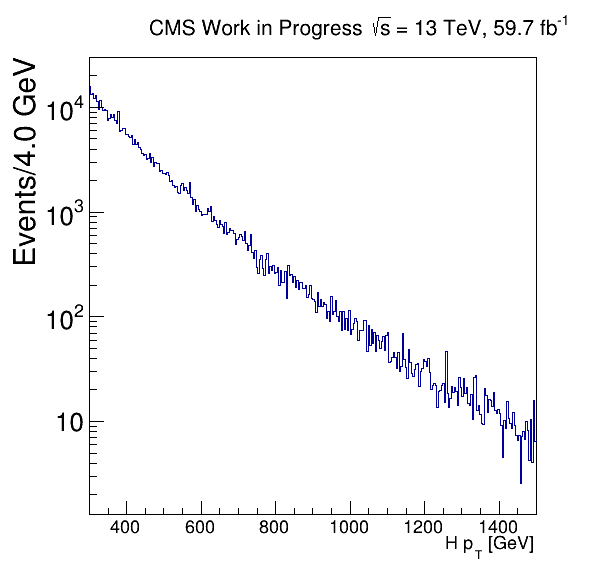 CMS Work in Progress √s = 13 TeV, 59.7 fb⁻¹
Events/4.0 GeV
10⁴
10³
10²
10
400 600 800 1000 1200 1400
H p_T [GeV]